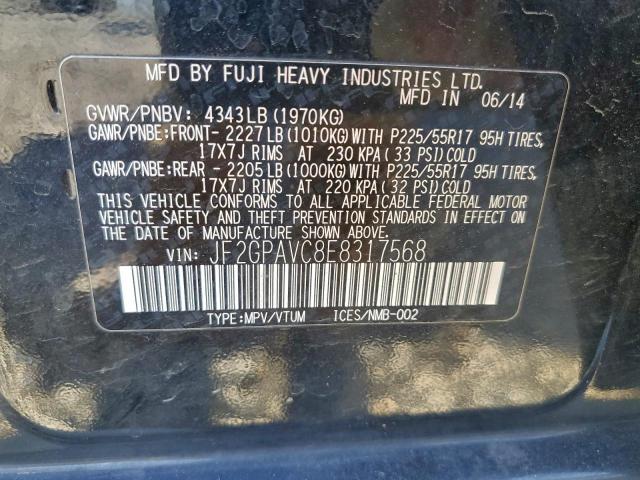 MFD BY FUJI HEAVY INDUSTRIES LTD.
MFD IN 06/14
GVWR/PNBV: 4343LB (1970KG)
GAWR/PNBE:FRONT- 2227LB(1010KG)WITH P225/55R17 95H TIRES,
17X7J RIMS AT 230 KPA (33 PSI)COLD
GAWR/PNBE:REAR - 2205LB(1000KG)WITH P225/55R17 95H TIRES,
17X7J RIMS AT 220 KPA (32 PSI)COLD
THIS VEHICLE CONFORMS TO ALL APPLICABLE FEDERAL MOTOR
VEHICLE SAFETY AND THEFT PREVENTION STANDARDS IN EFFECT ON
THE DATE OF MANUFACTURE SHOWN ABOVE.
VIN: JF2GPAVC8E8317568
TYPE:MPV/VTUM ICES/NMB-002